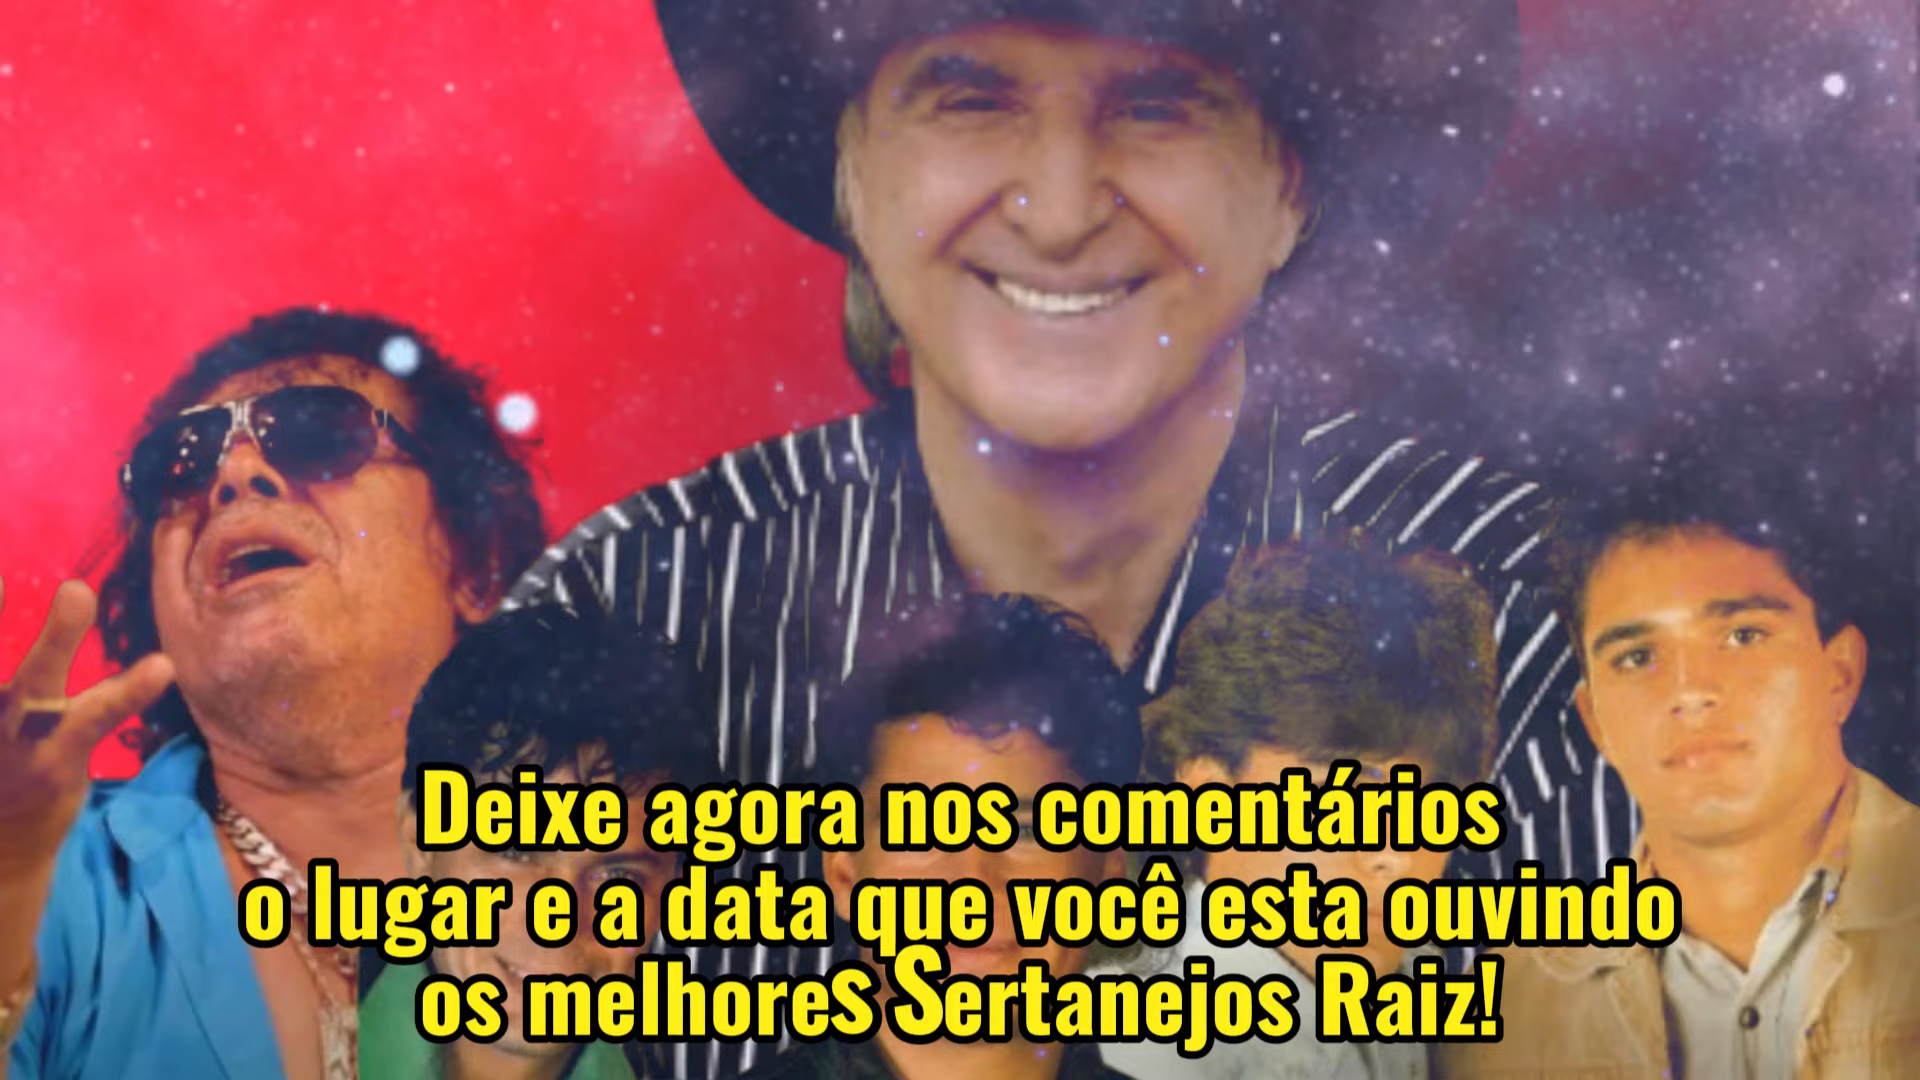 Deixe agora nos comentários
o lugar e a data que você esta ouvindo
os melhores Sertanejos Raiz!